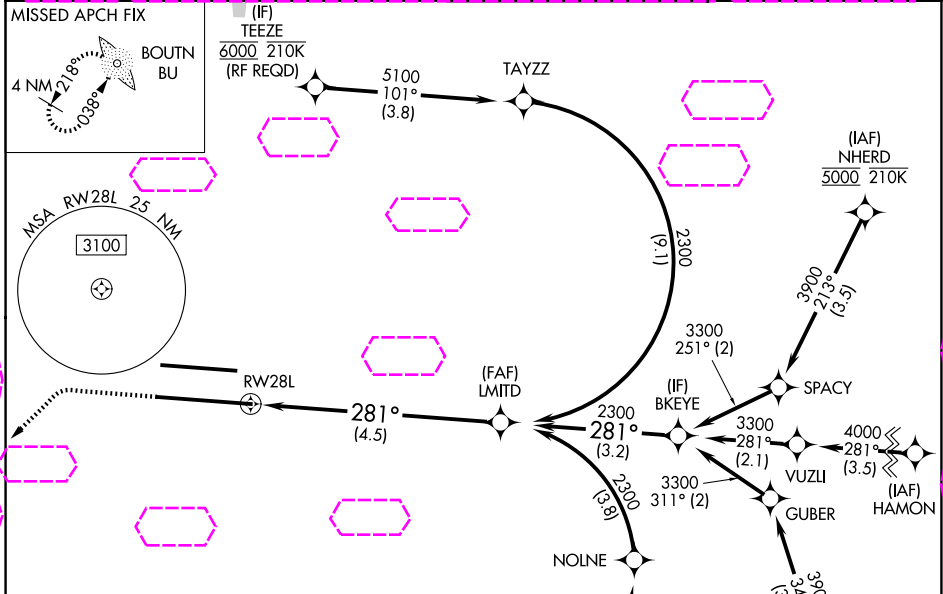 MISSED APCH FIX
BOUTN
BU
4 NM
218°
038°
(IF)
TEEZE
6000 210K
(RF REQD)
5100
101°
(3.8)
TAYZZ
2300
(9.1)
(IAF)
NHERD
5000 210K
3900
213°
(3.5)
MSA RW28L 25 NM
3100
RW28L
281°
(4.5)
(FAF)
LMITD
2300
281°
(3.2)
(IF)
BKEYE
3300
251° (2)
SPACY
3300
281°
(2.1)
VUZLI
4000
281°
(3.5)
(IAF)
HAMON
3300
311° (2)
GUBER
2300
(3.8)
NOLNE